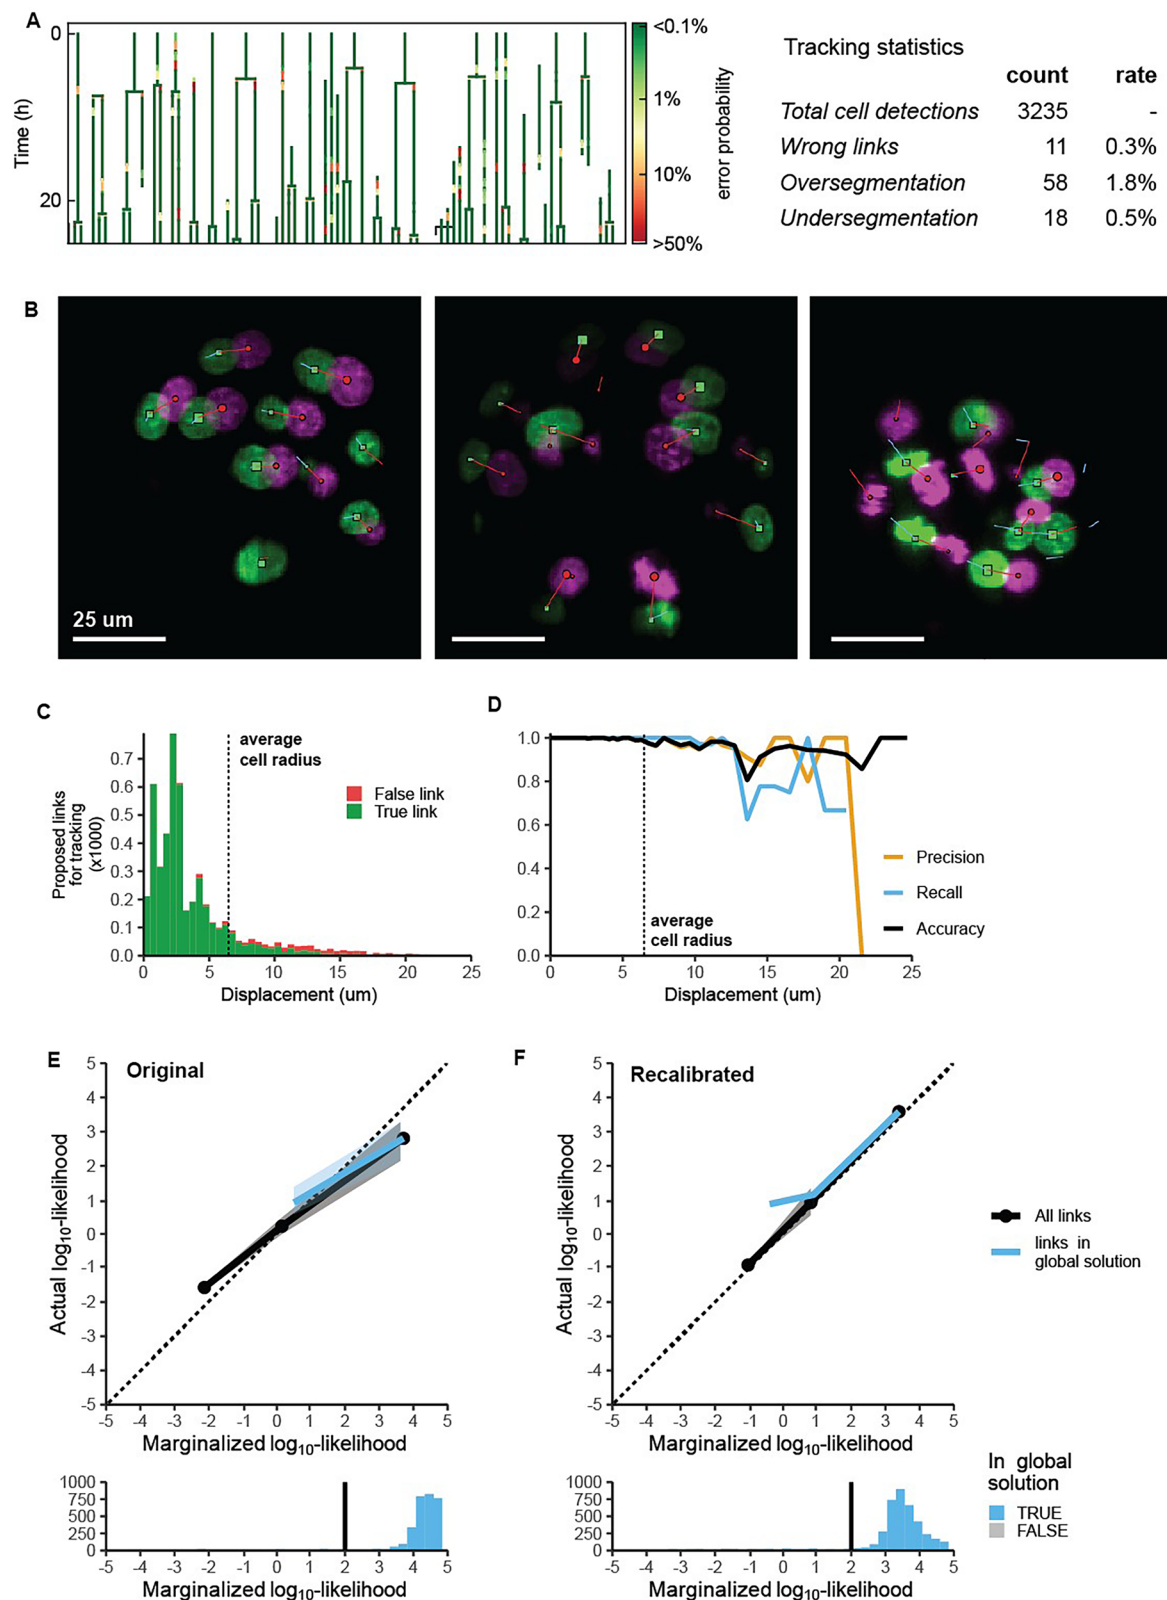 A
0
20
Time (h)
<0.1%
1%
10%
>50%
error probability
Tracking statistics
count rate
Total cell detections 3235 -
Wrong links 11 0.3%
Oversegmentation 58 1.8%
Undersegmentation 18 0.5%
B
25 um
C
0.7
0.6
0.5
0.4
0.3
0.2
0.1
0.0
Proposed links
for tracking
(x1000)
average
cell radius
False link
True link
0 5 10 15 20 25
Displacement (um)
D
1.0
0.8
0.6
0.4
0.2
0.0
average
cell radius
Precision
Recall
Accuracy
0 5 10 15 20 25
Displacement (um)
E
Original
5
4
3
2
1
0
-1
-2
-3
-4
-5
Actual log10-likelihood
-5 -4 -3 -2 -1 0 1 2 3 4 5
Marginalized log10-likelihood
1000
750
500
250
0
-5 -4 -3 -2 -1 0 1 2 3 4 5
Marginalized log10-likelihood
F
Recalibrated
5
4
3
2
1
0
-1
-2
-3
-4
-5
Actual log10-likelihood
-5 -4 -3 -2 -1 0 1 2 3 4 5
Marginalized log10-likelihood
All links
links in
global solution
1000
750
500
250
0
-5 -4 -3 -2 -1 0 1 2 3 4 5
Marginalized log10-likelihood
In global
solution
TRUE
FALSE